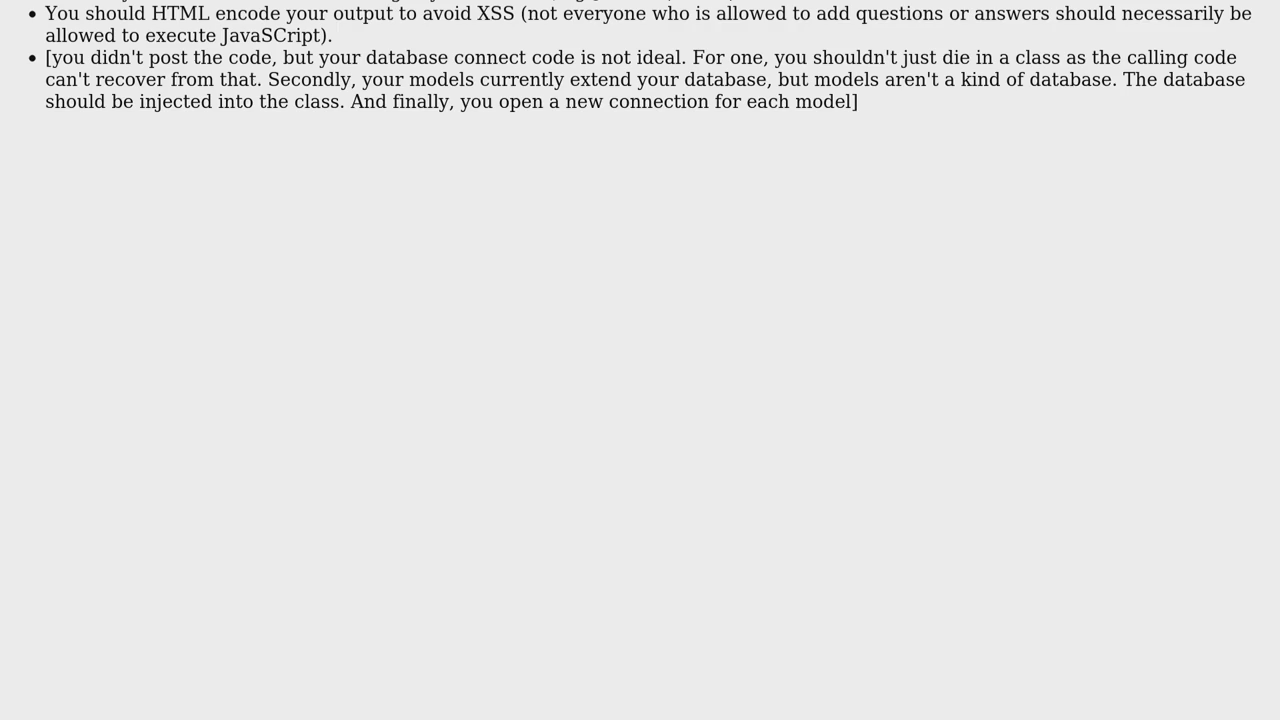 • You should HTML encode your output to avoid XSS (not everyone who is allowed to add questions or answers should necessarily be
allowed to execute JavaSCript).
• [you didn't post the code, but your database connect code is not ideal. For one, you shouldn't just die in a class as the calling code
can't recover from that. Secondly, your models currently extend your database, but models aren't a kind of database. The database
should be injected into the class. And finally, you open a new connection for each model]